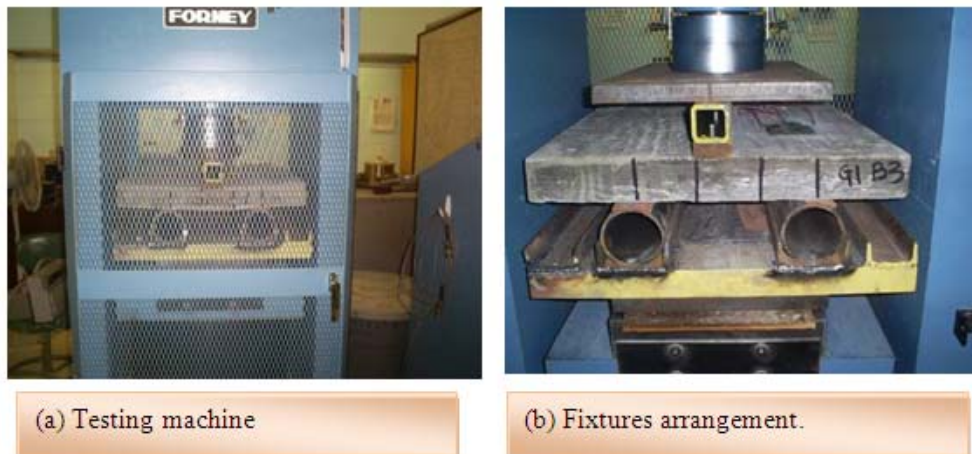 FORNEY
G1 B3
(a) Testing machine
(b) Fixtures arrangement.